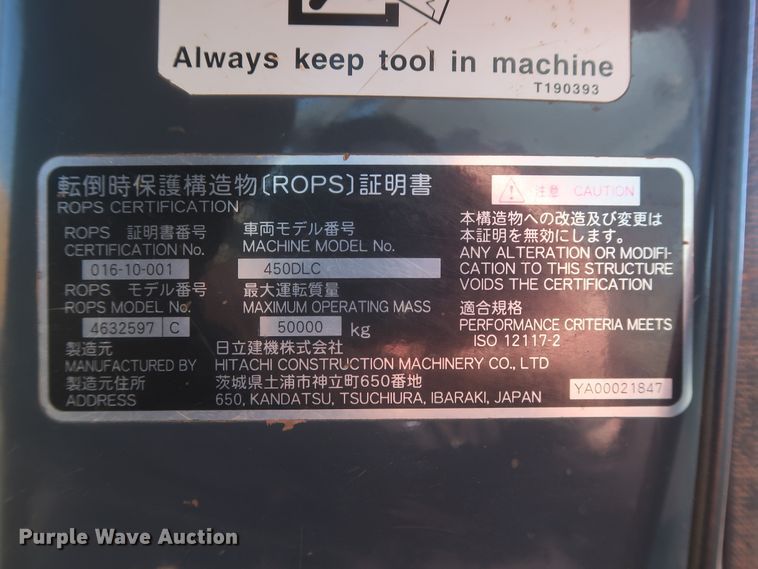 Always keep tool in machine
T190393
転倒時保護構造物〔ROPS〕証明書
ROPS CERTIFICATION
注意 CAUTION
ROPS 証明書番号
CERTIFICATION No.
016-10-001
車両モデル番号
MACHINE MODEL No.
450DLC
ROPS モデル番号
ROPS MODEL No.
4632597 C
最大運転質量
MAXIMUM OPERATING MASS
50000 kg
本構造物への改造及び変更は
本証明を無効にします。
ANY ALTERATION OR MODIFI-
CATION TO THIS STRUCTURE
VOIDS THE CERTIFICATION
適合規格
PERFORMANCE CRITERIA MEETS
ISO 12117-2
製造元
MANUFACTURED BY
日立建機株式会社
HITACHI CONSTRUCTION MACHINERY CO., LTD
製造元住所
ADDRESS
茨城県土浦市神立町650番地
650, KANDATSU, TSUCHIURA, IBARAKI, JAPAN
YA00021847
Purple Wave Auction